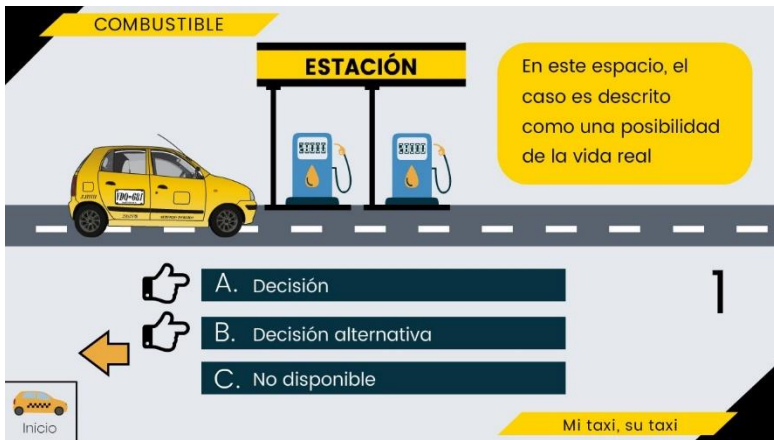 COMBUSTIBLE
ESTACIÓN
En este espacio, el
caso es descrito
como una posibilidad
de la vida real
A. Decisión
B. Decisión alternativa
C. No disponible
1
Inicio
Mi taxi, su taxi